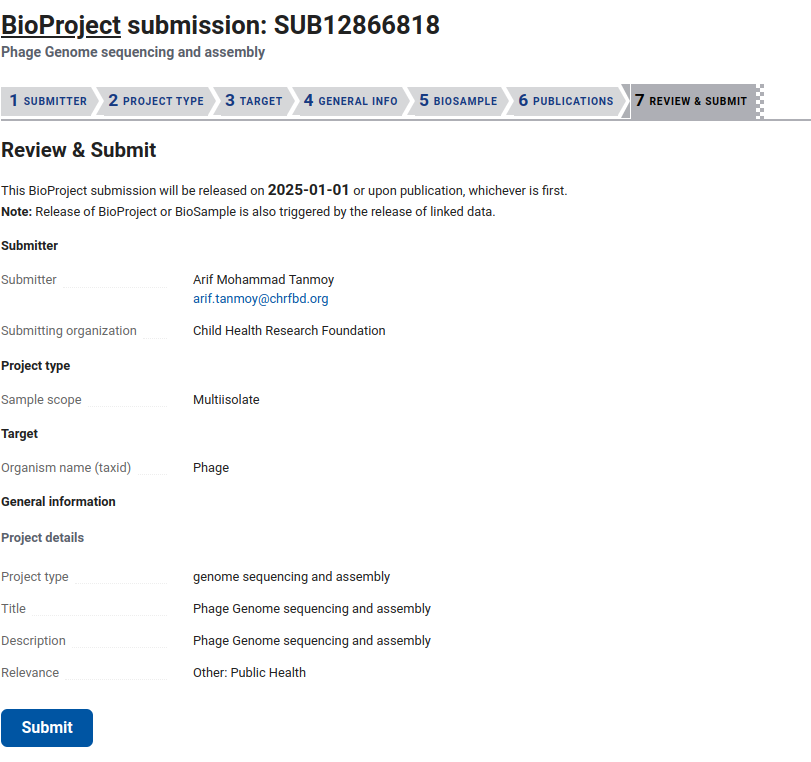 BioProject submission: SUB12866818
Phage Genome sequencing and assembly
1 SUBMITTER 2 PROJECT TYPE 3 TARGET 4 GENERAL INFO 5 BIOSAMPLE 6 PUBLICATIONS 7 REVIEW & SUBMIT
Review & Submit
This BioProject submission will be released on 2025-01-01 or upon publication, whichever is first.
Note: Release of BioProject or BioSample is also triggered by the release of linked data.
Submitter
Submitter Arif Mohammad Tanmoy
arif.tanmoy@chrfbd.org
Submitting organization Child Health Research Foundation
Project type
Sample scope Multiisolate
Target
Organism name (taxid) Phage
General information
Project details
Project type genome sequencing and assembly
Title Phage Genome sequencing and assembly
Description Phage Genome sequencing and assembly
Relevance Other: Public Health
Submit